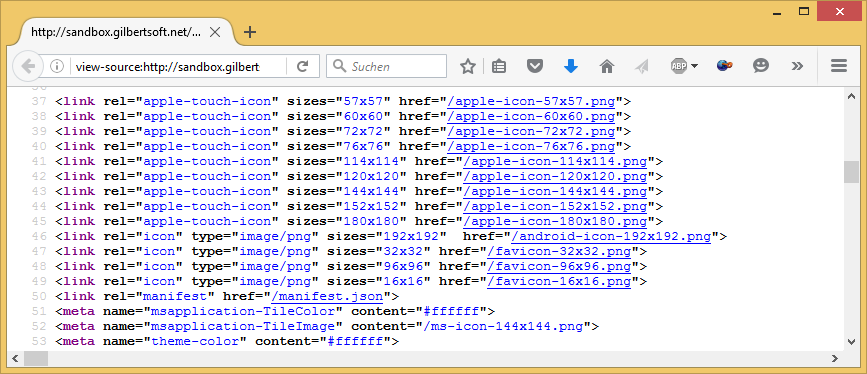 http://sandbox.gilbertsoft.net/...
view-source:http://sandbox.gilbert
Suchen
ABP
36
37 <link rel="apple-touch-icon" sizes="57x57" href="/apple-icon-57x57.png">
38 <link rel="apple-touch-icon" sizes="60x60" href="/apple-icon-60x60.png">
39 <link rel="apple-touch-icon" sizes="72x72" href="/apple-icon-72x72.png">
40 <link rel="apple-touch-icon" sizes="76x76" href="/apple-icon-76x76.png">
41 <link rel="apple-touch-icon" sizes="114x114" href="/apple-icon-114x114.png">
42 <link rel="apple-touch-icon" sizes="120x120" href="/apple-icon-120x120.png">
43 <link rel="apple-touch-icon" sizes="144x144" href="/apple-icon-144x144.png">
44 <link rel="apple-touch-icon" sizes="152x152" href="/apple-icon-152x152.png">
45 <link rel="apple-touch-icon" sizes="180x180" href="/apple-icon-180x180.png">
46 <link rel="icon" type="image/png" sizes="192x192"  href="/android-icon-192x192.png">
47 <link rel="icon" type="image/png" sizes="32x32" href="/favicon-32x32.png">
48 <link rel="icon" type="image/png" sizes="96x96" href="/favicon-96x96.png">
49 <link rel="icon" type="image/png" sizes="16x16" href="/favicon-16x16.png">
50 <link rel="manifest" href="/manifest.json">
51 <meta name="msapplication-TileColor" content="#ffffff">
52 <meta name="msapplication-TileImage" content="/ms-icon-144x144.png">
53 <meta name="theme-color" content="#ffffff">